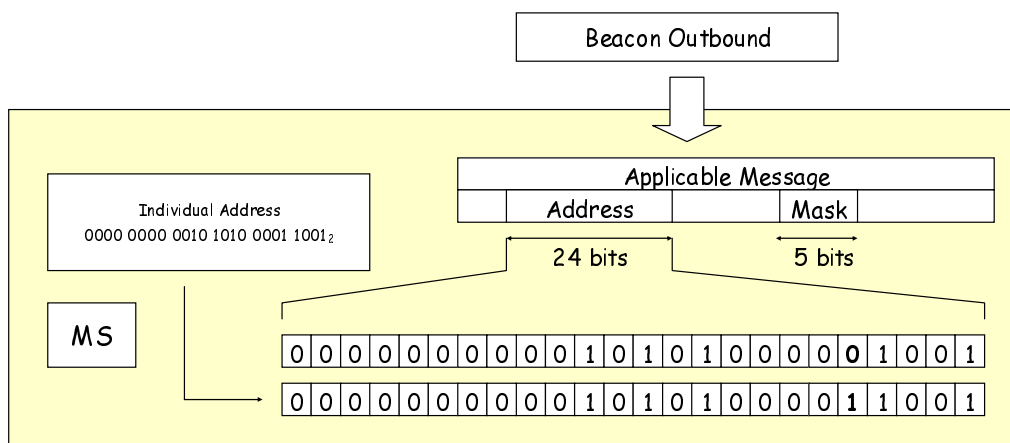 Beacon Outbound
Applicable Message
Address Mask
24 bits 5 bits
Individual Address
0000 0000 0010 1010 0001 1001₂
MS
0 0 0 0 0 0 0 0 0 0 1 0 1 0 1 0 0 0 0 0 1 0 0 1
0 0 0 0 0 0 0 0 0 0 1 0 1 0 1 0 0 0 0 1 1 0 0 1